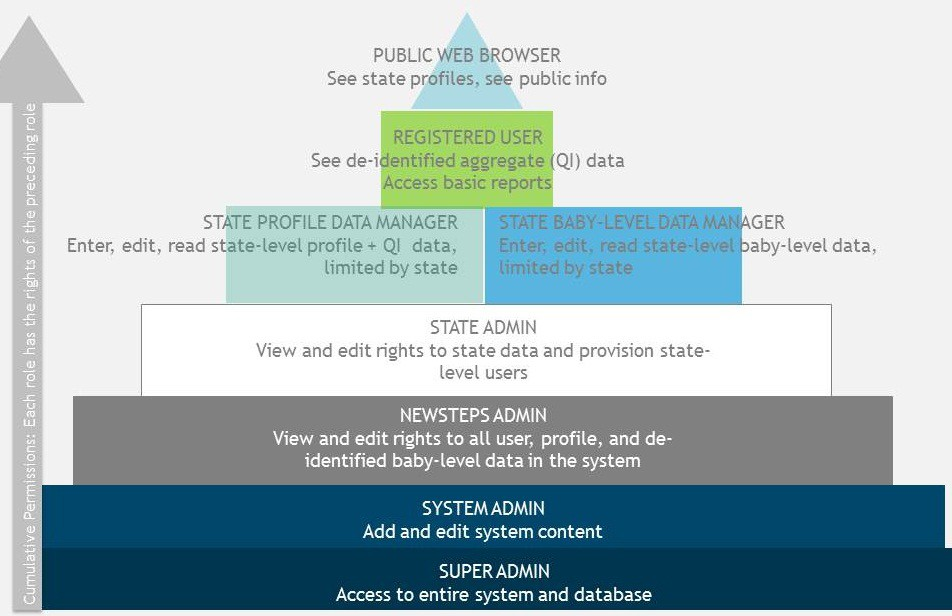 PUBLIC WEB BROWSER
See state profiles, see public info
REGISTERED USER
See de-identified aggregate (QI) data
Access basic reports
STATE PROFILE DATA MANAGER
Enter, edit, read state-level profile + QI data,
limited by state
STATE BABY-LEVEL DATA MANAGER
Enter, edit, read state-level baby-level data,
limited by state
STATE ADMIN
View and edit rights to state data and provision state-
level users
NEWSTEPS ADMIN
View and edit rights to all user, profile, and de-
identified baby-level data in the system
SYSTEM ADMIN
Add and edit system content
SUPER ADMIN
Access to entire system and database
Cumulative Permissions: Each role has the rights of the preceding role